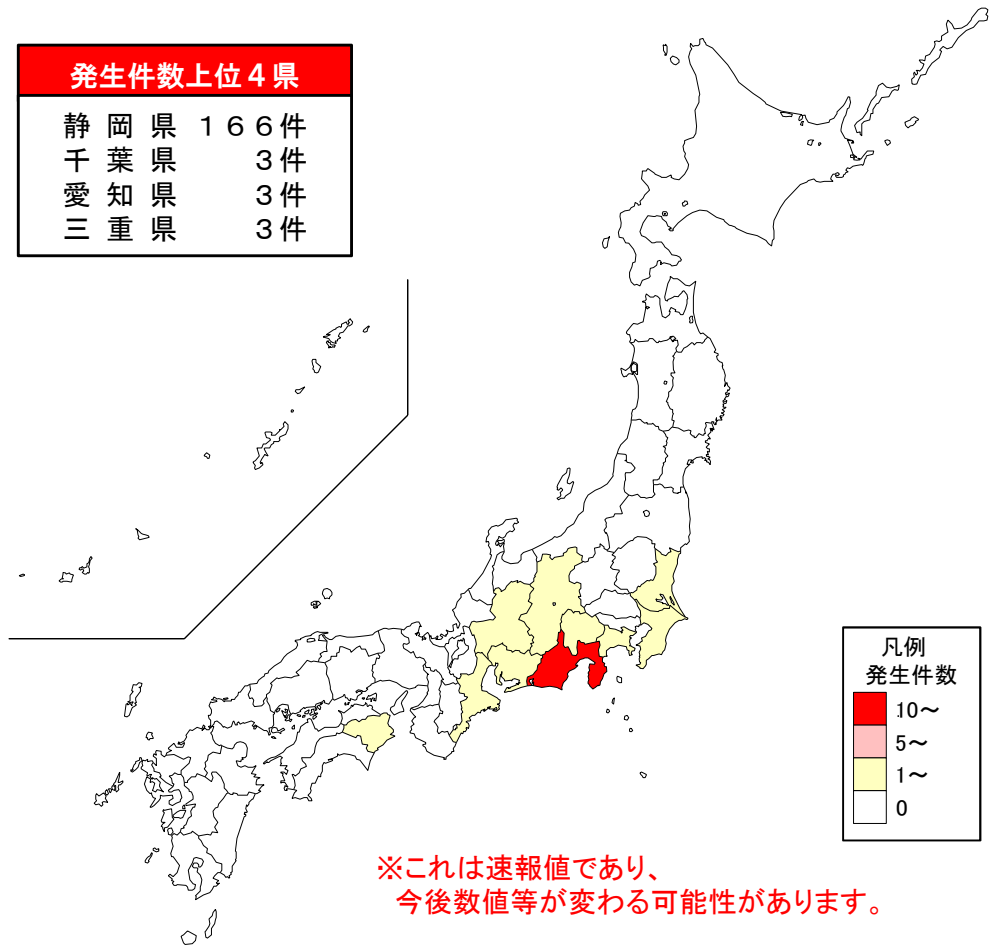 発生件数上位４県
静岡県 １６６件
千葉県 ３件
愛知県 ３件
三重県 ３件
凡例
発生件数
10～
5～
1～
0
※これは速報値であり、
今後数値等が変わる可能性があります。